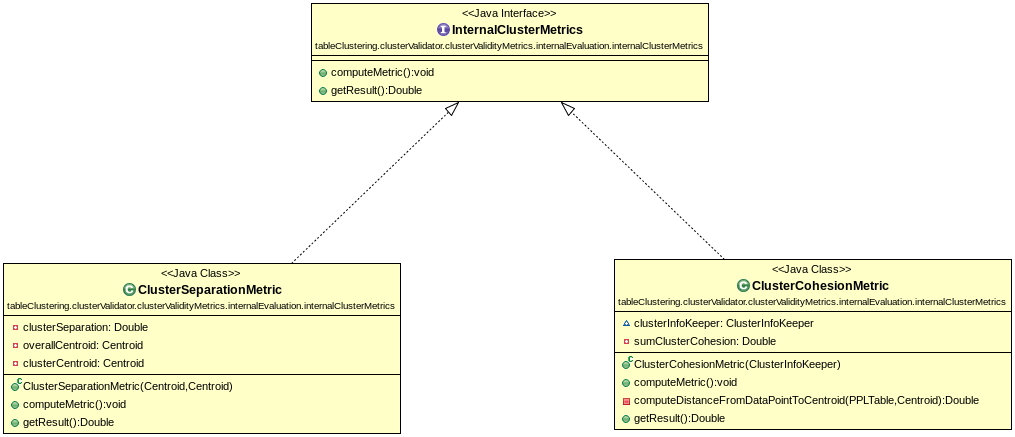 <<Java Interface>>
InternalClusterMetrics
tableClustering.clusterValidator.clusterValidityMetrics.internalEvaluation.internalClusterMetrics
computeMetric():void
getResult():Double
<<Java Class>>
ClusterSeparationMetric
tableClustering.clusterValidator.clusterValidityMetrics.internalEvaluation.internalClusterMetrics
clusterSeparation: Double
overallCentroid: Centroid
clusterCentroid: Centroid
ClusterSeparationMetric(Centroid,Centroid)
computeMetric():void
getResult():Double
<<Java Class>>
ClusterCohesionMetric
tableClustering.clusterValidator.clusterValidityMetrics.internalEvaluation.internalClusterMetrics
clusterInfoKeeper: ClusterInfoKeeper
sumClusterCohesion: Double
ClusterCohesionMetric(ClusterInfoKeeper)
computeMetric():void
computeDistanceFromDataPointToCentroid(PPLTable,Centroid):Double
getResult():Double